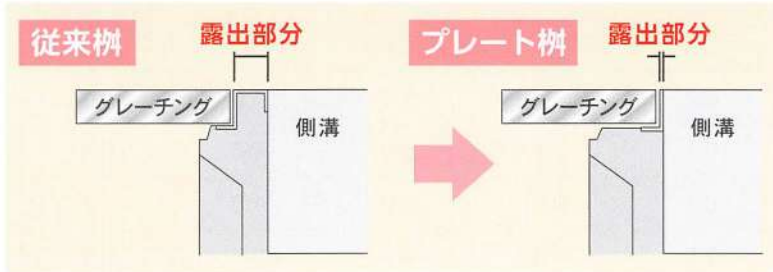 従来桝
露出部分
グレーチング
側溝
プレート桝
露出部分
グレーチング
側溝